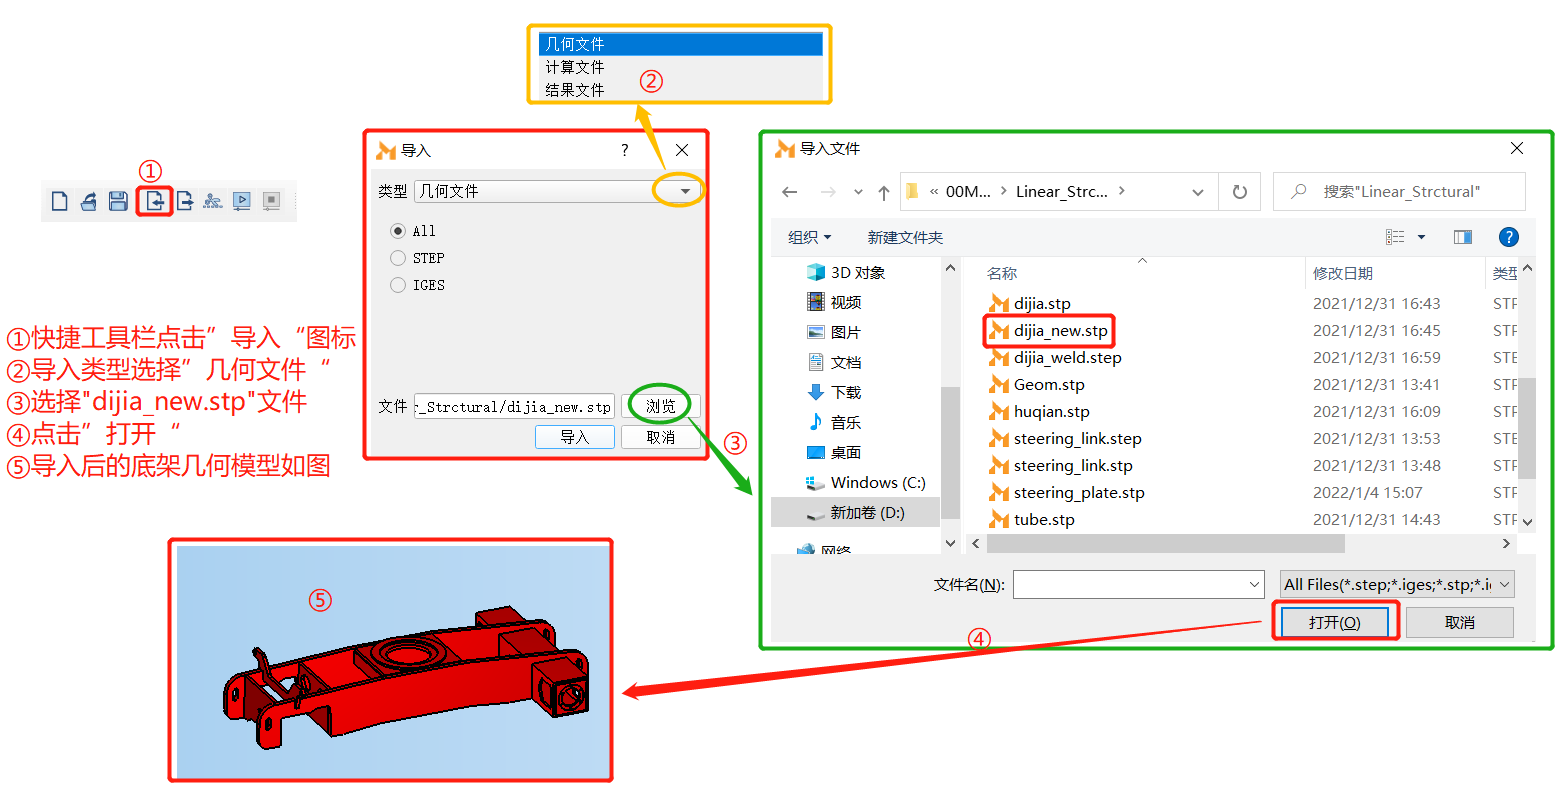 几何文件
计算文件
结果文件
②
①
①快捷工具栏点击”导入“图标
②导入类型选择”几何文件“
③选择"dijia_new.stp"文件
④点击”打开“
⑤导入后的底架几何模型如图
导入
?
类型 几何文件
All
STEP
IGES
文件 r_Strctural/dijia_new.stp 浏览
导入 取消
③
导入文件
« 00M... › Linear_Strc... ›
搜索"Linear_Strctural"
组织 新建文件夹
?
3D 对象
视频
图片
文档
下载
音乐
桌面
Windows (C:)
新加卷 (D:)
网络
名称 修改日期 类型
dijia.stp 2021/12/31 16:43 STP
dijia_new.stp 2021/12/31 16:45 STP
dijia_weld.step 2021/12/31 16:59 STE
Geom.stp 2021/12/31 13:41 STP
huqian.stp 2021/12/31 16:09 STP
steering_link.step 2021/12/31 13:53 STE
steering_link.stp 2021/12/31 13:48 STP
steering_plate.stp 2022/1/4 15:07 STP
tube.stp 2021/12/31 14:43 STP
文件名(N): All Files(*.step;*.iges;*.stp;*.i
打开(O) 取消
④
⑤